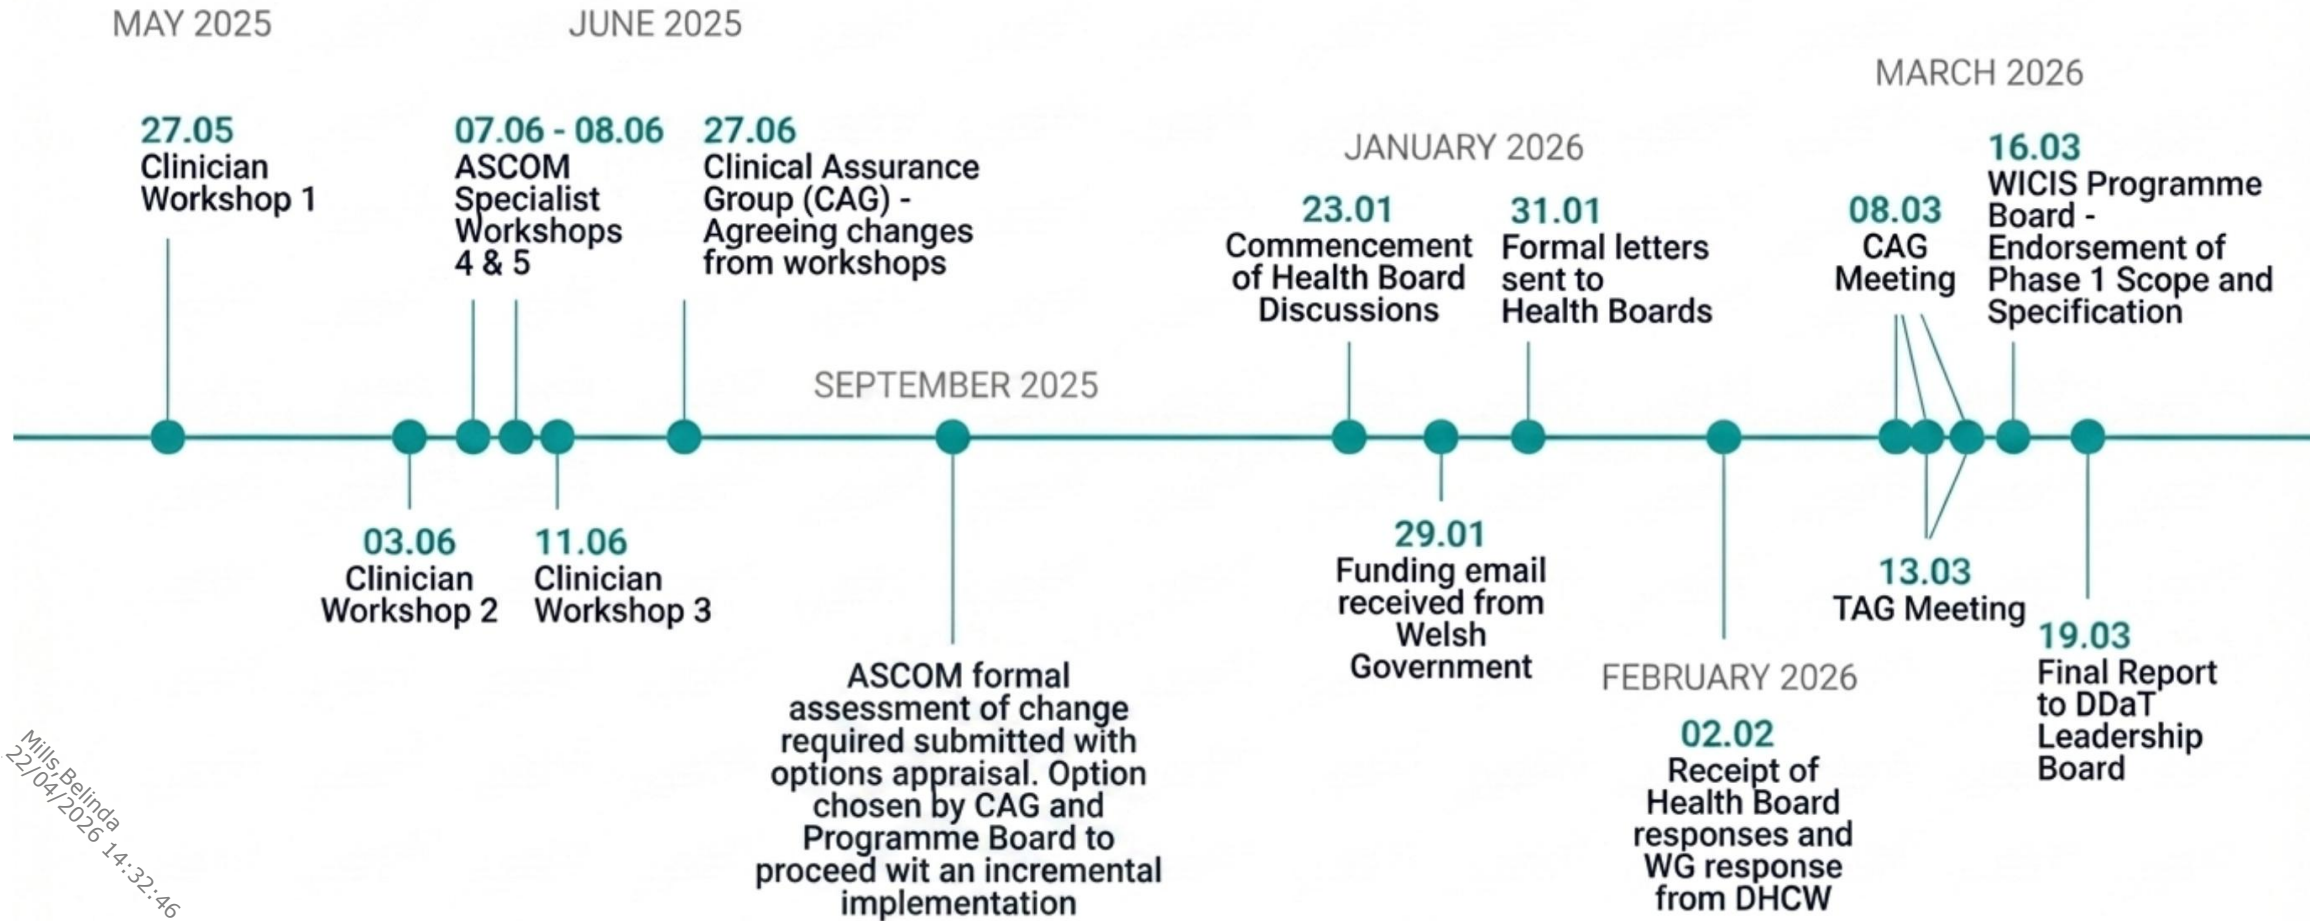 MAY 2025
27.05
Clinician
Workshop 1
JUNE 2025
03.06
Clinician
Workshop 2
07.06 - 08.06
ASCOM
Specialist
Workshops
4 & 5
11.06
Clinician
Workshop 3
27.06
Clinical Assurance
Group (CAG) -
Agreeing changes
from workshops
SEPTEMBER 2025
ASCOM formal
assessment of change
required submitted with
options appraisal. Option
chosen by CAG and
Programme Board to
proceed wit an incremental
implementation
JANUARY 2026
23.01
Commencement
of Health Board
Discussions
29.01
Funding email
received from
Welsh
Government
31.01
Formal letters
sent to
Health Boards
FEBRUARY 2026
02.02
Receipt of
Health Board
responses and
WG response
from DHCW
MARCH 2026
08.03
CAG
Meeting
13.03
TAG Meeting
16.03
WICIS Programme
Board -
Endorsement of
Phase 1 Scope and
Specification
19.03
Final Report
to DDaT
Leadership
Board
Mills,Belinda
22/04/2026 14:32:46